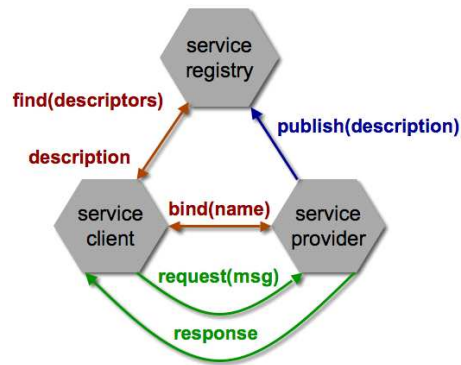 service
registry
find(descriptors)
publish(description)
description
service
client
bind(name)
service
provider
request(msg)
response